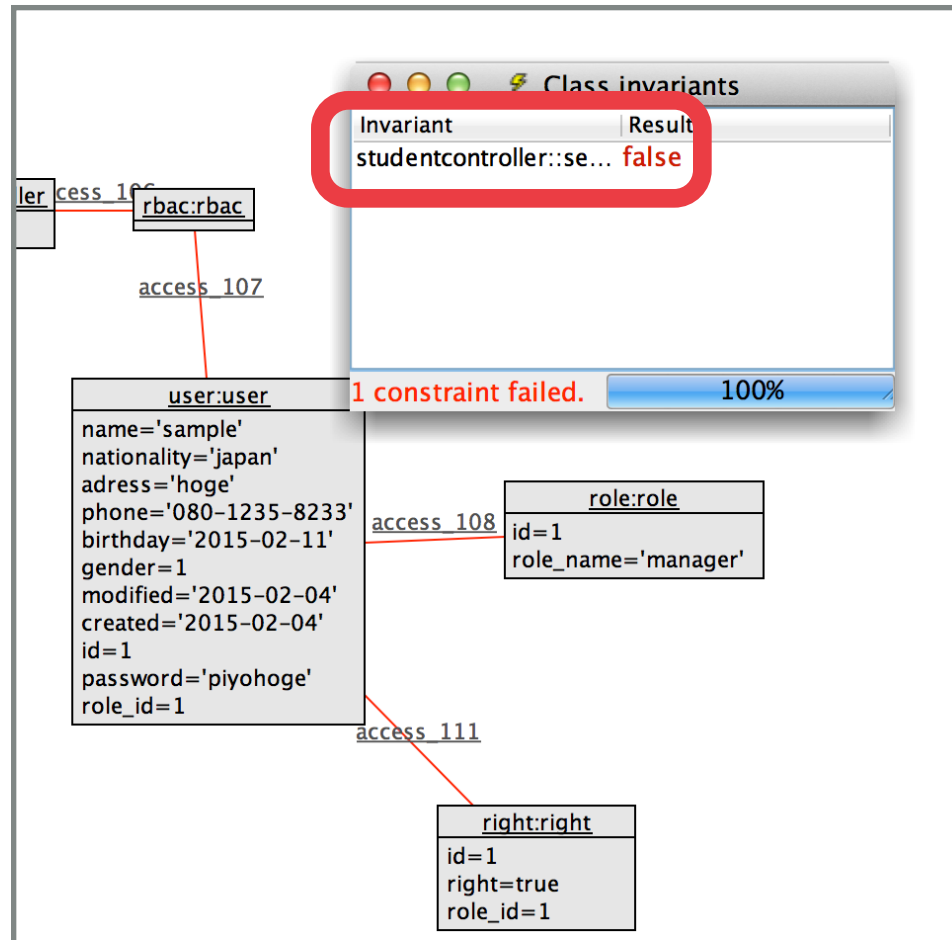 Class invariants
Invariant Result
studentcontroller::se... false
1 constraint failed. 100%
ler
rbac:rbac
access_107
user:user
name='sample'
nationality='japan'
adress='hoge'
phone='080-1235-8233'
birthday='2015-02-11'
gender=1
modified='2015-02-04'
created='2015-02-04'
id=1
password='piyohoge'
role_id=1
access_108
role:role
id=1
role_name='manager'
access_111
right:right
id=1
right=true
role_id=1